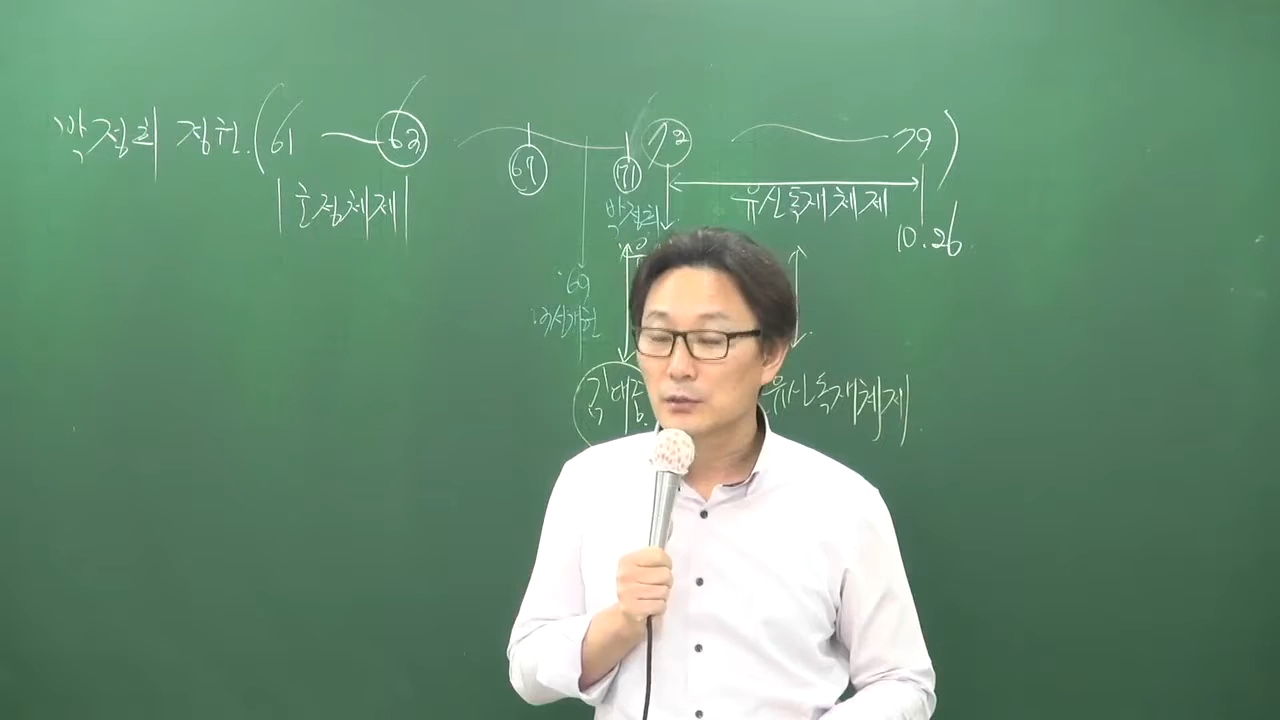 박정희 정권. (61 ~ 63 ~ 72 ~ 79)
67 71
군정체제 박정희 유신독재체제
10.26
'69
3선개헌
김대중 유신독재체제